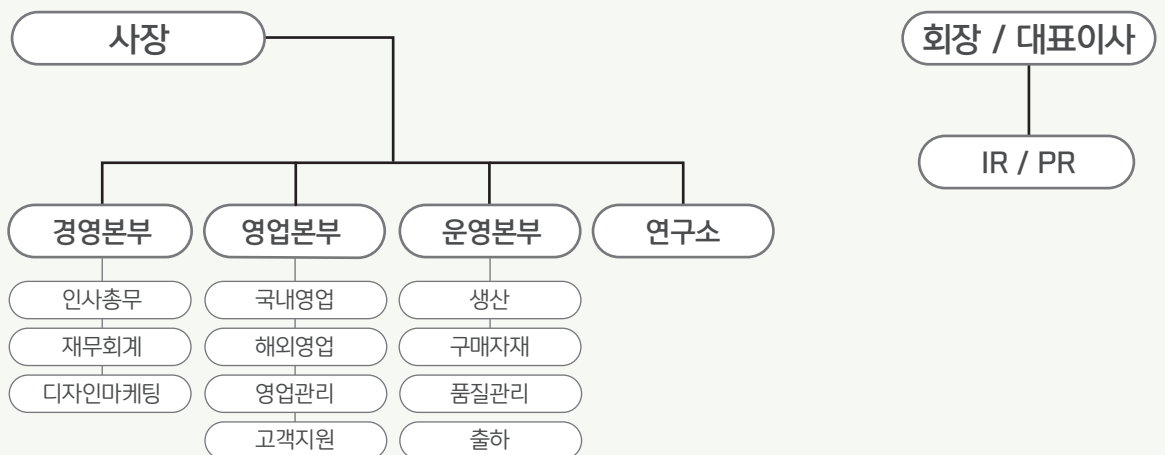 사장
회장 / 대표이사
IR / PR
경영본부
영업본부
운영본부
연구소
인사총무
국내영업
생산
재무회계
해외영업
구매자재
디자인마케팅
영업관리
품질관리
고객지원
출하